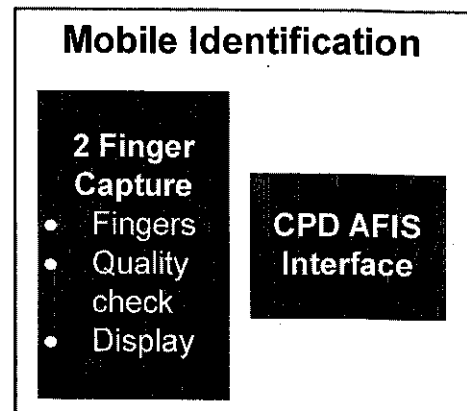 Mobile Identification
2 Finger
Capture
• Fingers
• Quality
check
• Display
CPD AFIS
Interface